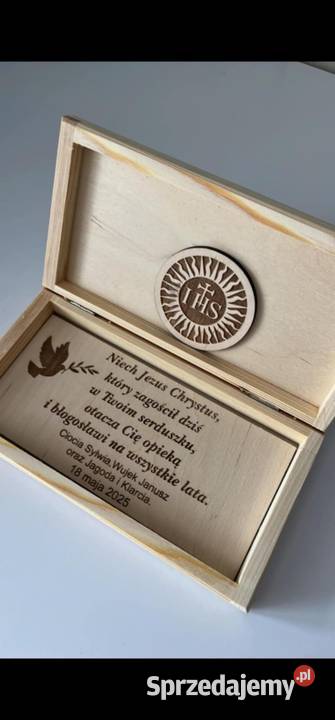 IHS
Niech Jezus Chrystus,
który zagościł dziś
w Twoim serduszku,
otacza Cię opieką
i błogosławi na wszystkie lata.
Ciocia Sylwia, Wujek Janusz
oraz Jagoda i Klarcia.
18 maja 2025
Sprzedajemy.pl